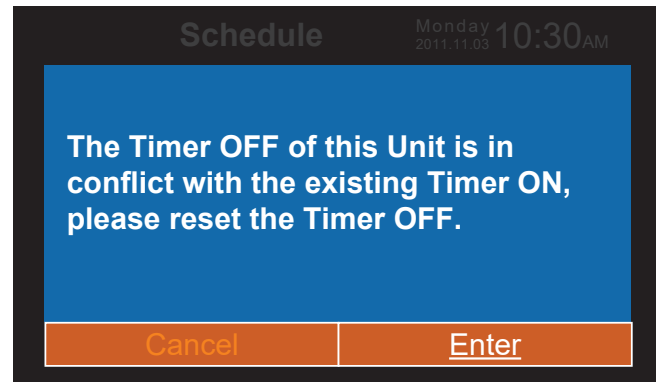 Schedule
Monday
2011.11.03 10:30AM
The Timer OFF of this Unit is in
conflict with the existing Timer ON,
please reset the Timer OFF.
Cancel Enter